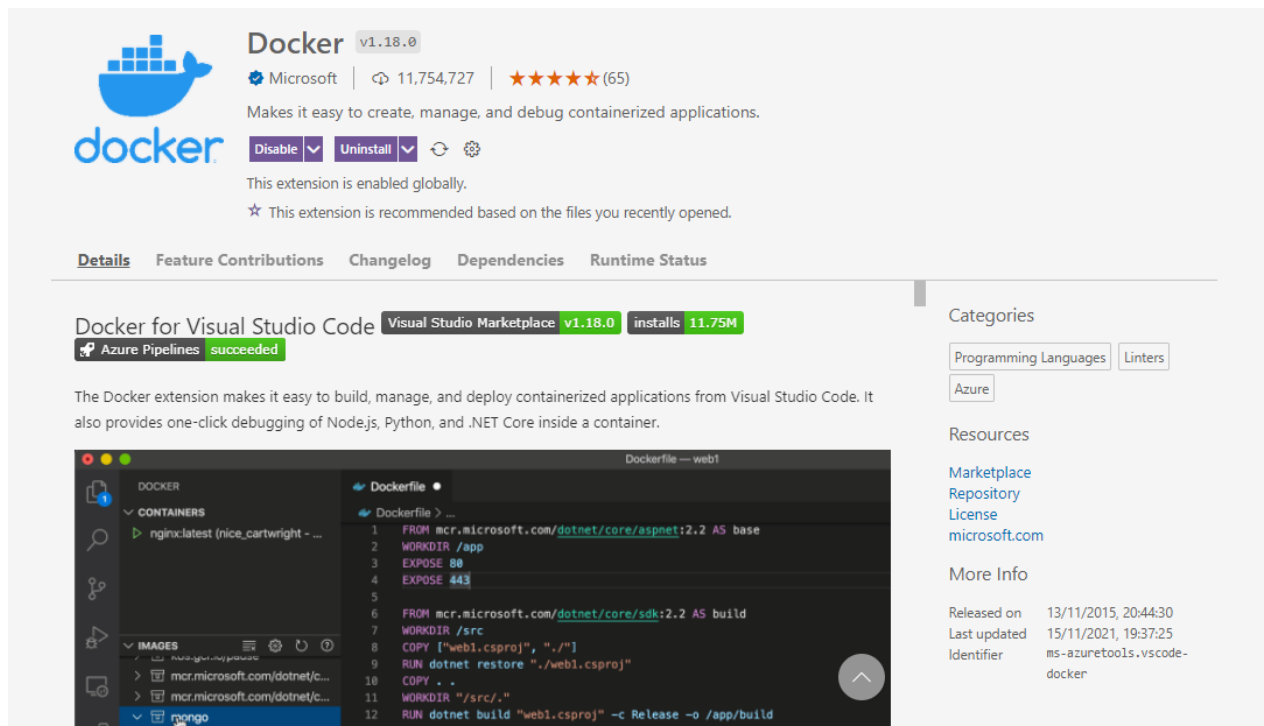 Docker v1.18.0
Microsoft 11,754,727 (65)
Makes it easy to create, manage, and debug containerized applications.
docker
Disable Uninstall
This extension is enabled globally.
This extension is recommended based on the files you recently opened.
Details Feature Contributions Changelog Dependencies Runtime Status
Docker for Visual Studio Code Visual Studio Marketplace v1.18.0 installs 11.75M
Azure Pipelines succeeded
The Docker extension makes it easy to build, manage, and deploy containerized applications from Visual Studio Code. It
also provides one-click debugging of Node.js, Python, and .NET Core inside a container.
Dockerfile — web1
DOCKER
CONTAINERS
nginx:latest (nice_cartwright - ...
IMAGES
k8s.gcr.io/pause
mcr.microsoft.com/dotnet/c...
mcr.microsoft.com/dotnet/c...
mongo
1
Dockerfile
Dockerfile > ...
1 FROM mcr.microsoft.com/dotnet/core/aspnet:2.2 AS base
2 WORKDIR /app
3 EXPOSE 80
4 EXPOSE 443
5
6 FROM mcr.microsoft.com/dotnet/core/sdk:2.2 AS build
7 WORKDIR /src
8 COPY ["web1.csproj", "./"]
9 RUN dotnet restore "./web1.csproj"
10 COPY . .
11 WORKDIR "/src/."
12 RUN dotnet build "web1.csproj" -c Release -o /app/build
Categories
Programming Languages Linters
Azure
Resources
Marketplace
Repository
License
microsoft.com
More Info
Released on 13/11/2015, 20:44:30
Last updated 15/11/2021, 19:37:25
Identifier ms-azuretools.vscode-
docker